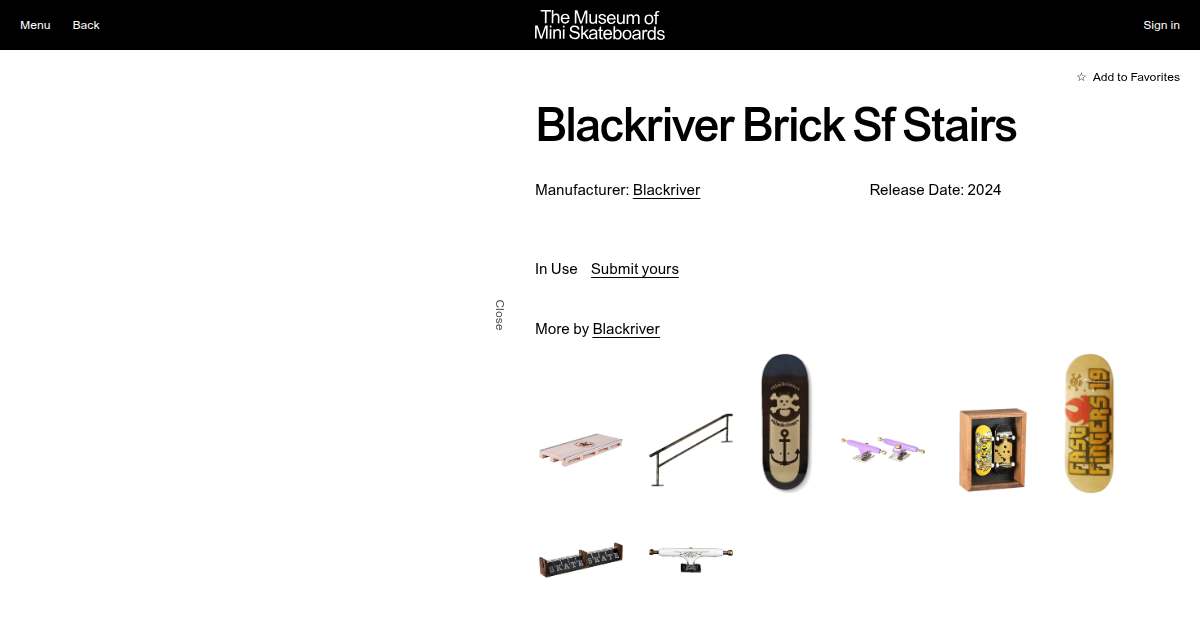 Menu
Back
The Museum of
Mini Skateboards
Sign in
☆ Add to Favorites
Blackriver Brick Sf Stairs
Manufacturer: Blackriver
Release Date: 2024
In Use Submit yours
Close
More by Blackriver
FAST
FINGERS 19
SKATE SKATE